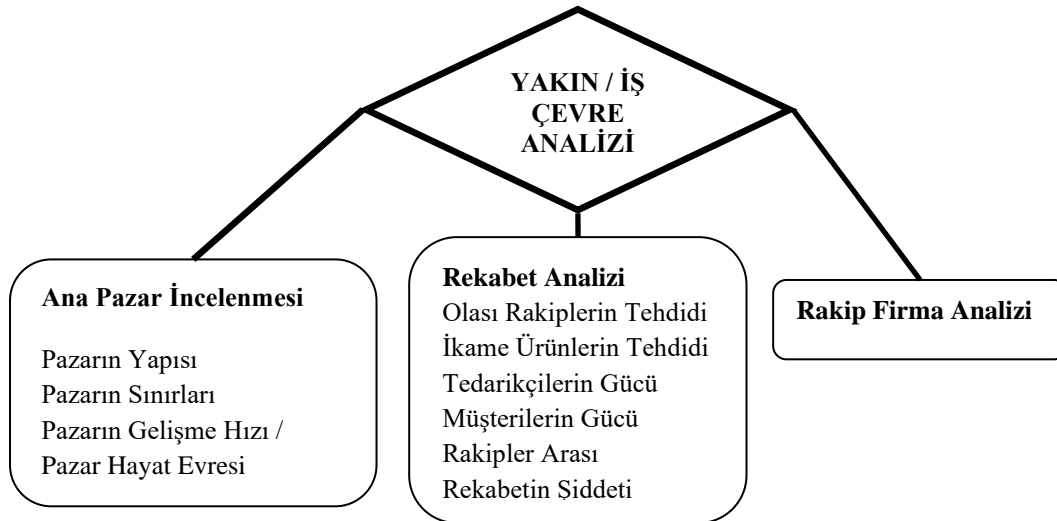 YAKIN / İŞ
ÇEVRE
ANALİZİ
Ana Pazar İncelenmesi
Pazarın Yapısı
Pazarın Sınırları
Pazarın Gelişme Hızı /
Pazar Hayat Evresi
Rekabet Analizi
Olası Rakiplerin Tehdidi
İkame Ürünlerin Tehdidi
Tedarikçilerin Gücü
Müşterilerin Gücü
Rakipler Arası
Rekabetin Şiddeti
Rakip Firma Analizi